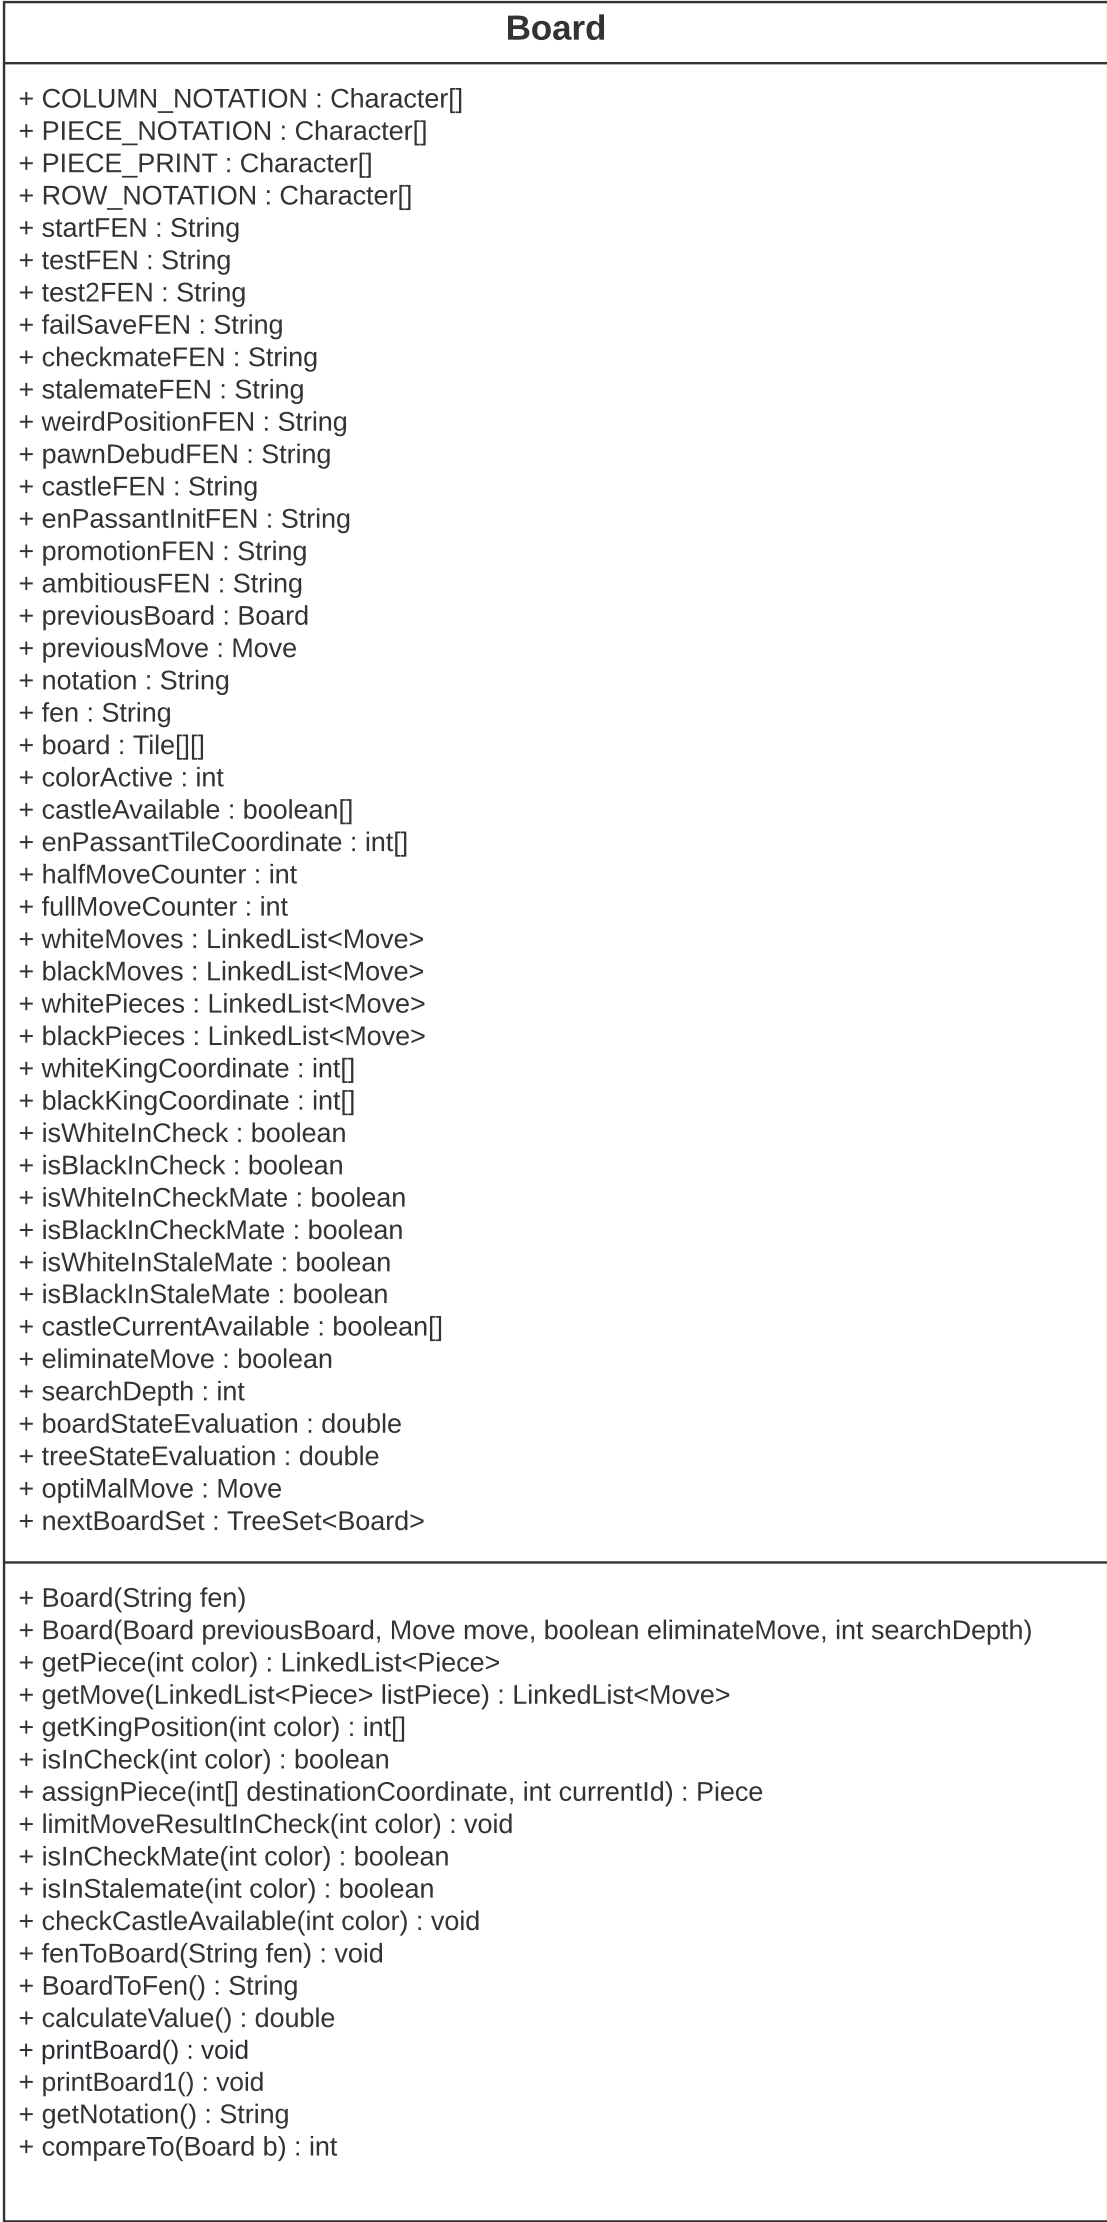 Board
+ COLUMN_NOTATION : Character[]
+ PIECE_NOTATION : Character[]
+ PIECE_PRINT : Character[]
+ ROW_NOTATION : Character[]
+ startFEN : String
+ testFEN : String
+ test2FEN : String
+ failSaveFEN : String
+ checkmateFEN : String
+ stalemateFEN : String
+ weirdPositionFEN : String
+ pawnDebudFEN : String
+ castleFEN : String
+ enPassantInitFEN : String
+ promotionFEN : String
+ ambitiousFEN : String
+ previousBoard : Board
+ previousMove : Move
+ notation : String
+ fen : String
+ board : Tile[][]
+ colorActive : int
+ castleAvailable : boolean[]
+ enPassantTileCoordinate : int[]
+ halfMoveCounter : int
+ fullMoveCounter : int
+ whiteMoves : LinkedList<Move>
+ blackMoves : LinkedList<Move>
+ whitePieces : LinkedList<Move>
+ blackPieces : LinkedList<Move>
+ whiteKingCoordinate : int[]
+ blackKingCoordinate : int[]
+ isWhiteInCheck : boolean
+ isBlackInCheck : boolean
+ isWhiteInCheckMate : boolean
+ isBlackInCheckMate : boolean
+ isWhiteInStaleMate : boolean
+ isBlackInStaleMate : boolean
+ castleCurrentAvailable : boolean[]
+ eliminateMove : boolean
+ searchDepth : int
+ boardStateEvaluation : double
+ treeStateEvaluation : double
+ optiMalMove : Move
+ nextBoardSet : TreeSet<Board>
+ Board(String fen)
+ Board(Board previousBoard, Move move, boolean eliminateMove, int searchDepth)
+ getPiece(int color) : LinkedList<Piece>
+ getMove(LinkedList<Piece> listPiece) : LinkedList<Move>
+ getKingPosition(int color) : int[]
+ isInCheck(int color) : boolean
+ assignPiece(int[] destinationCoordinate, int currentId) : Piece
+ limitMoveResultInCheck(int color) : void
+ isInCheckMate(int color) : boolean
+ isInStalemate(int color) : boolean
+ checkCastleAvailable(int color) : void
+ fenToBoard(String fen) : void
+ BoardToFen() : String
+ calculateValue() : double
+ printBoard() : void
+ printBoard1() : void
+ getNotation() : String
+ compareTo(Board b) : int